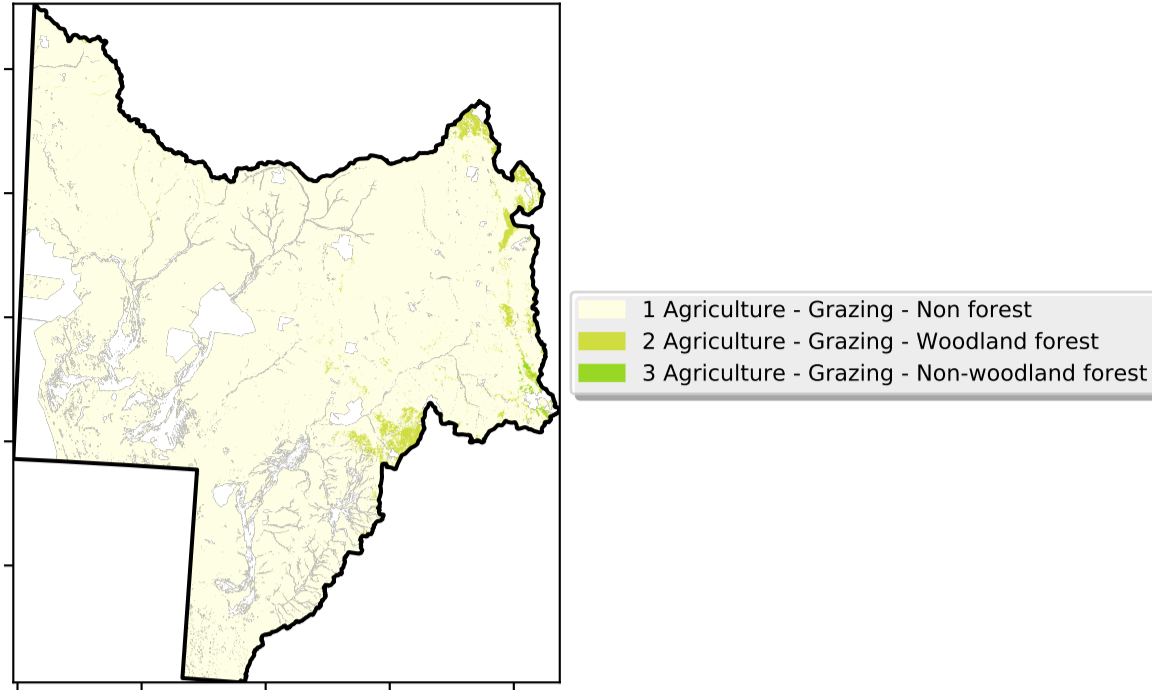 1 Agriculture - Grazing - Non forest
2 Agriculture - Grazing - Woodland forest
3 Agriculture - Grazing - Non-woodland forest